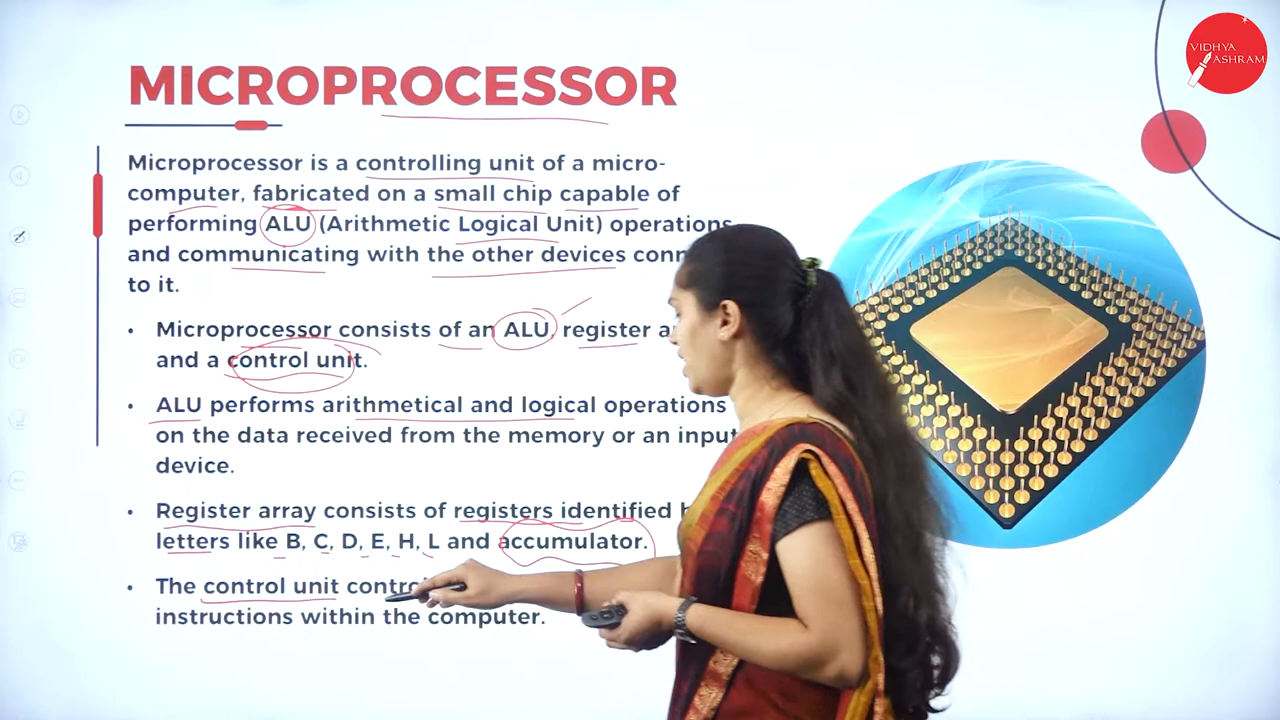 VIDHYA
ASHRAM
MICROPROCESSOR
Microprocessor is a controlling unit of a micro-
computer, fabricated on a small chip capable of
performing ALU (Arithmetic Logical Unit) operations
and communicating with the other devices
to it.
• Microprocessor consists of an ALU, register
and a control unit.
• ALU performs arithmetical and logical operations
on the data received from the memory or an input
device.
• Register array consists of registers identified
letters like B, C, D, E, H, L and accumulator.
• The control unit
instructions within the computer.